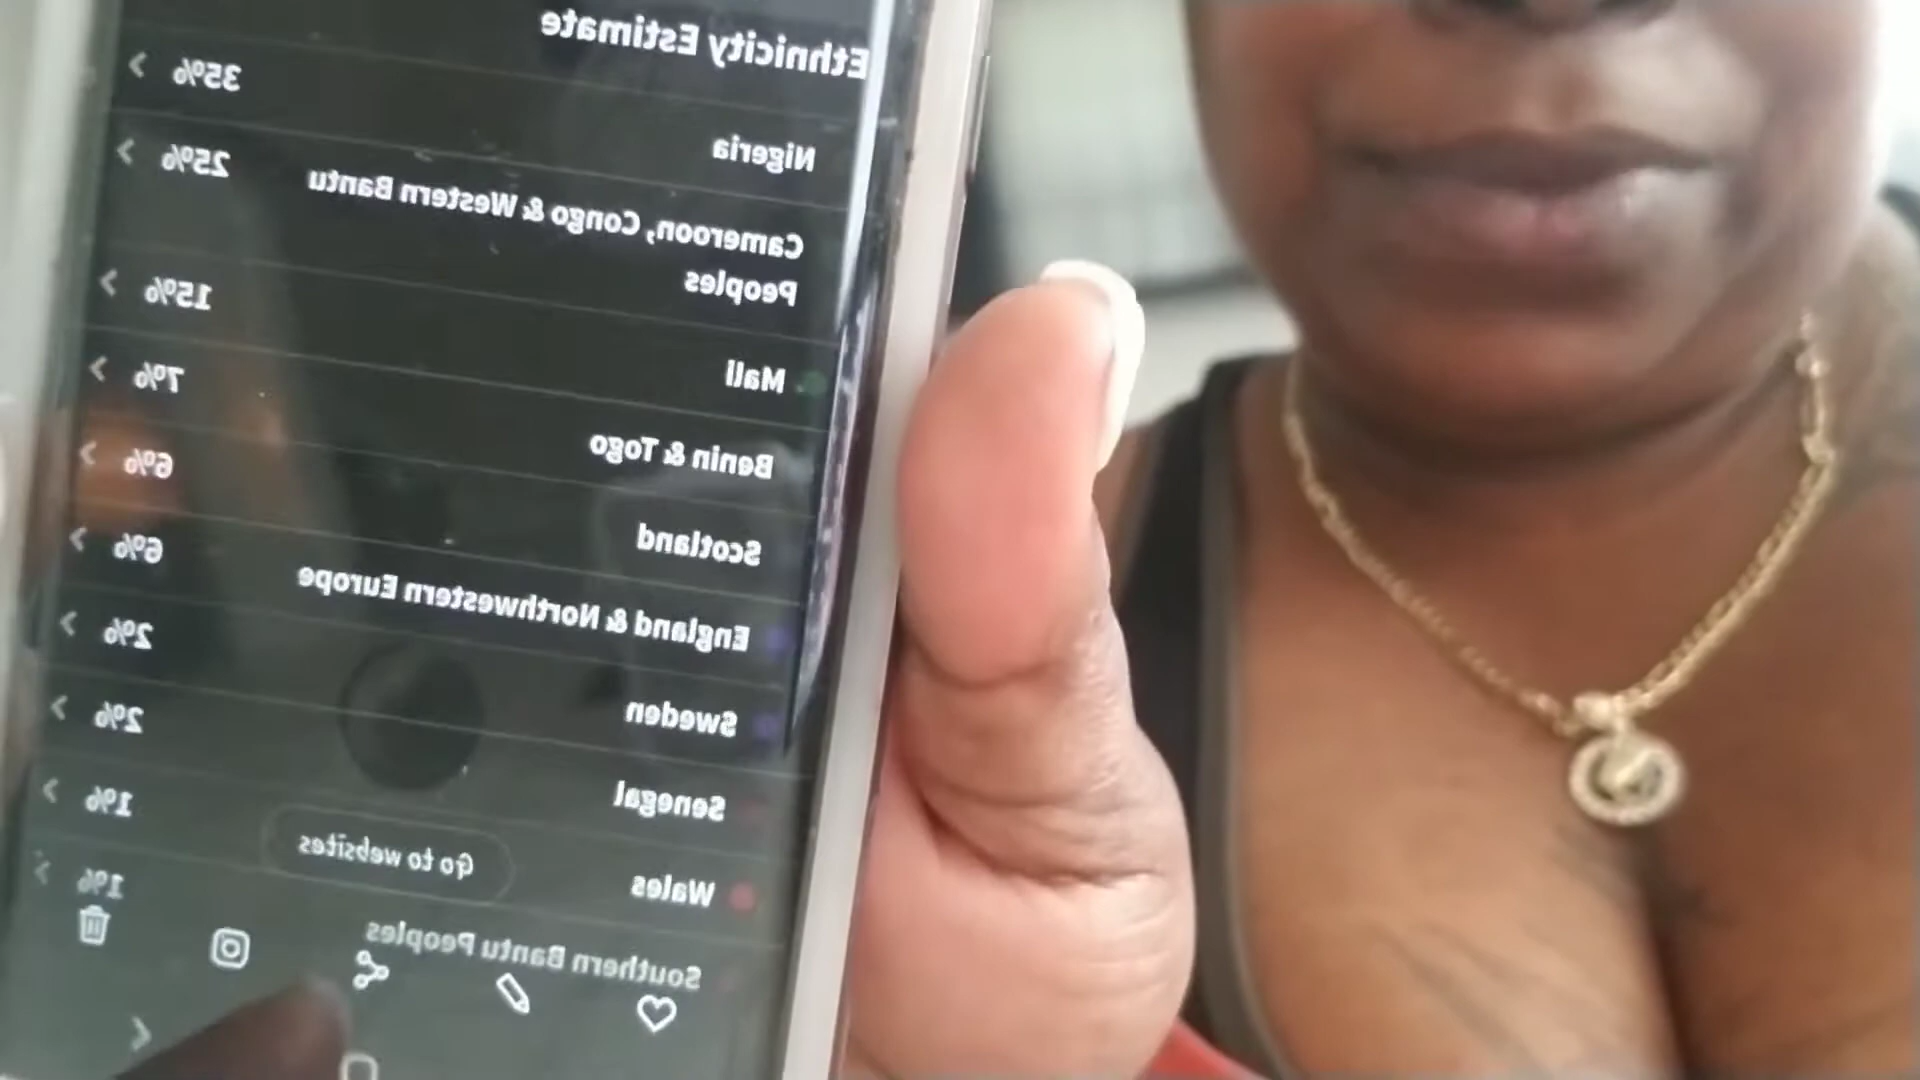 Ethnicity Estimate
Nigeria 35%
Cameroon, Congo & Western Bantu
Peoples 25%
Mali 15%
Benin & Togo 7%
Scotland 6%
England & Northwestern Europe 6%
Sweden 2%
Senegal 2%
Wales 1%
Go to websites
Southern Bantu Peoples 1%